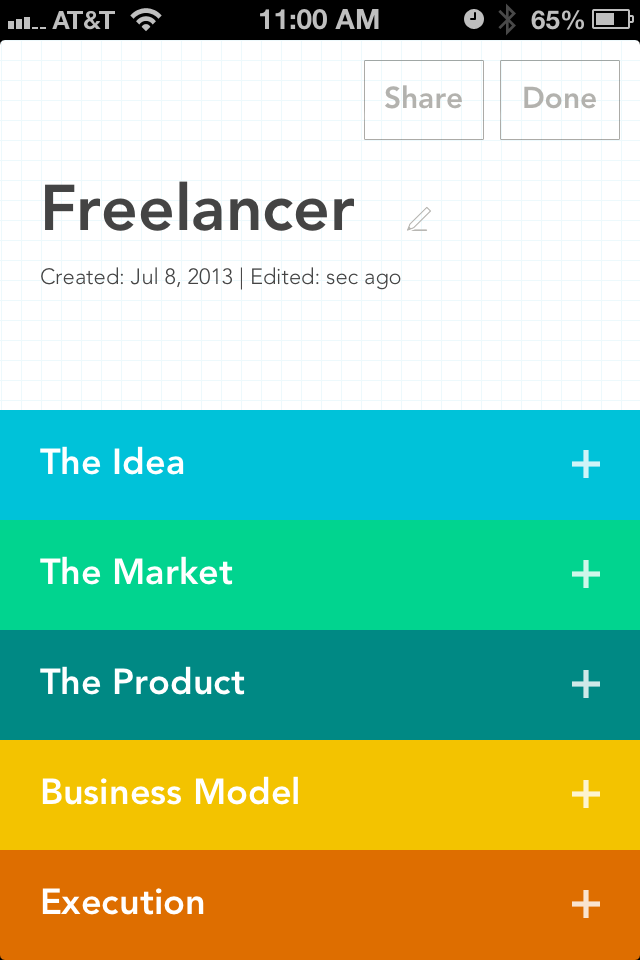 AT&T 11:00 AM 65%
Share Done
Freelancer
Created: Jul 8, 2013 | Edited: sec ago
The Idea +
The Market +
The Product +
Business Model +
Execution +